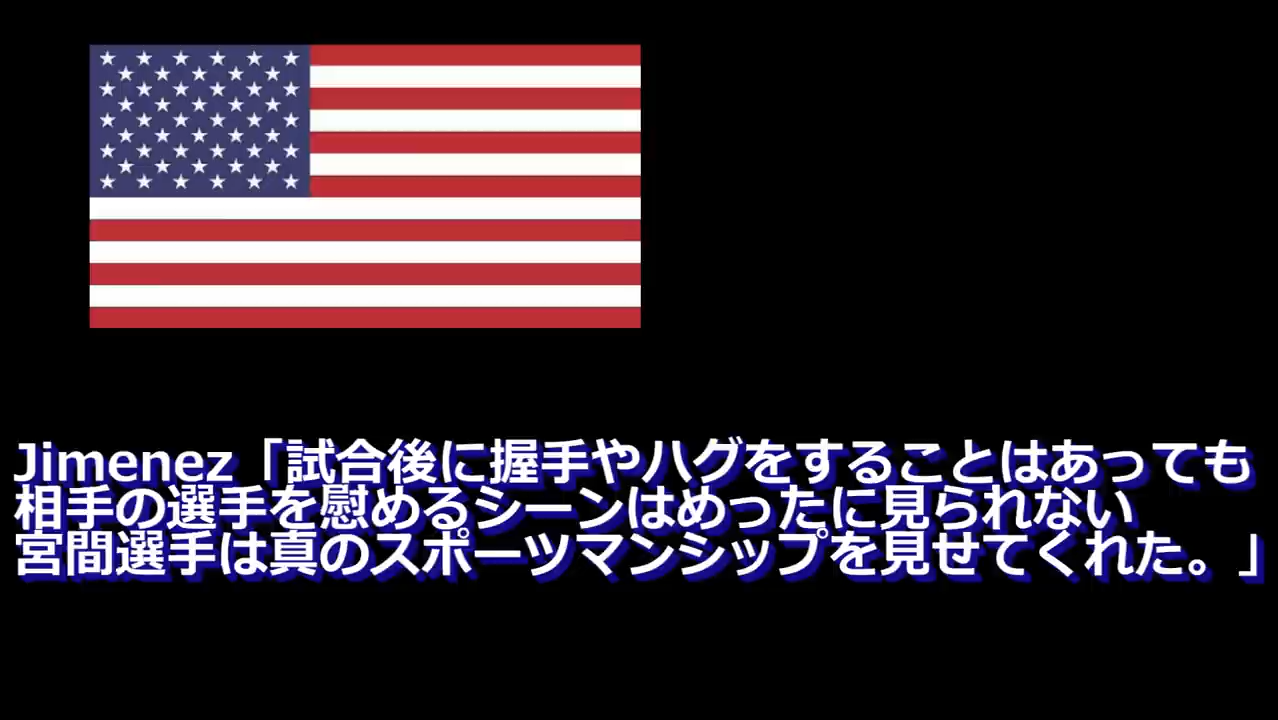 Jimenez「試合後に握手やハグをすることはあっても
相手の選手を慰めるシーンはめったに見られない
宮間選手は真のスポーツマンシップを見せてくれた。」